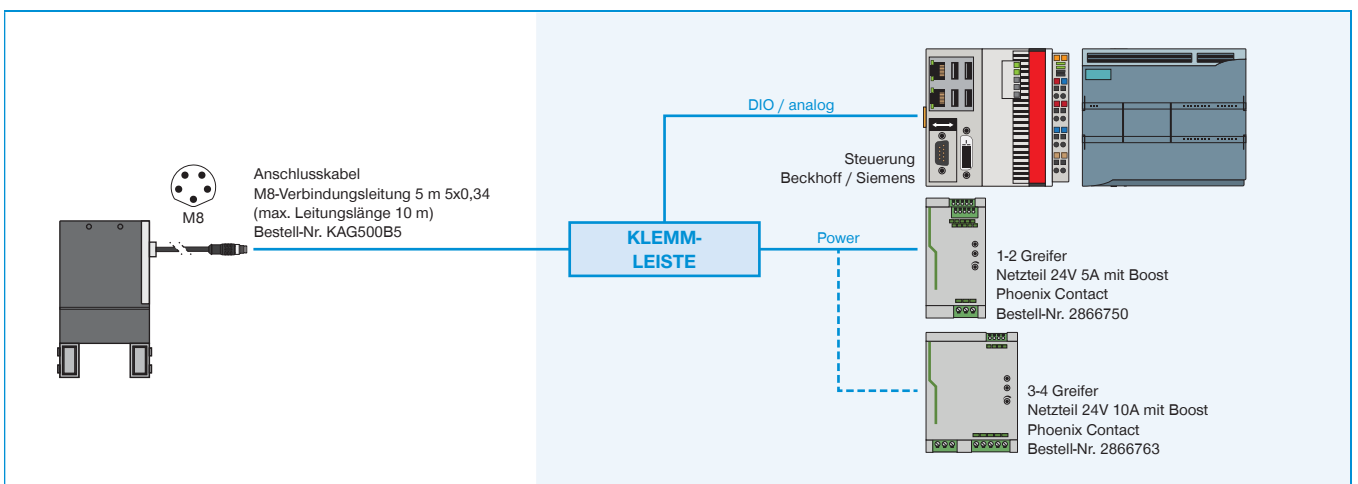 M8
Anschlusskabel
M8-Verbindungsleitung 5 m 5x0,34
(max. Leitungslänge 10 m)
Bestell-Nr. KAG500B5
KLEMM-
LEISTE
DIO / analog
Steuerung
Beckhoff / Siemens
Power
1-2 Greifer
Netzteil 24V 5A mit Boost
Phoenix Contact
Bestell-Nr. 2866750
3-4 Greifer
Netzteil 24V 10A mit Boost
Phoenix Contact
Bestell-Nr. 2866763